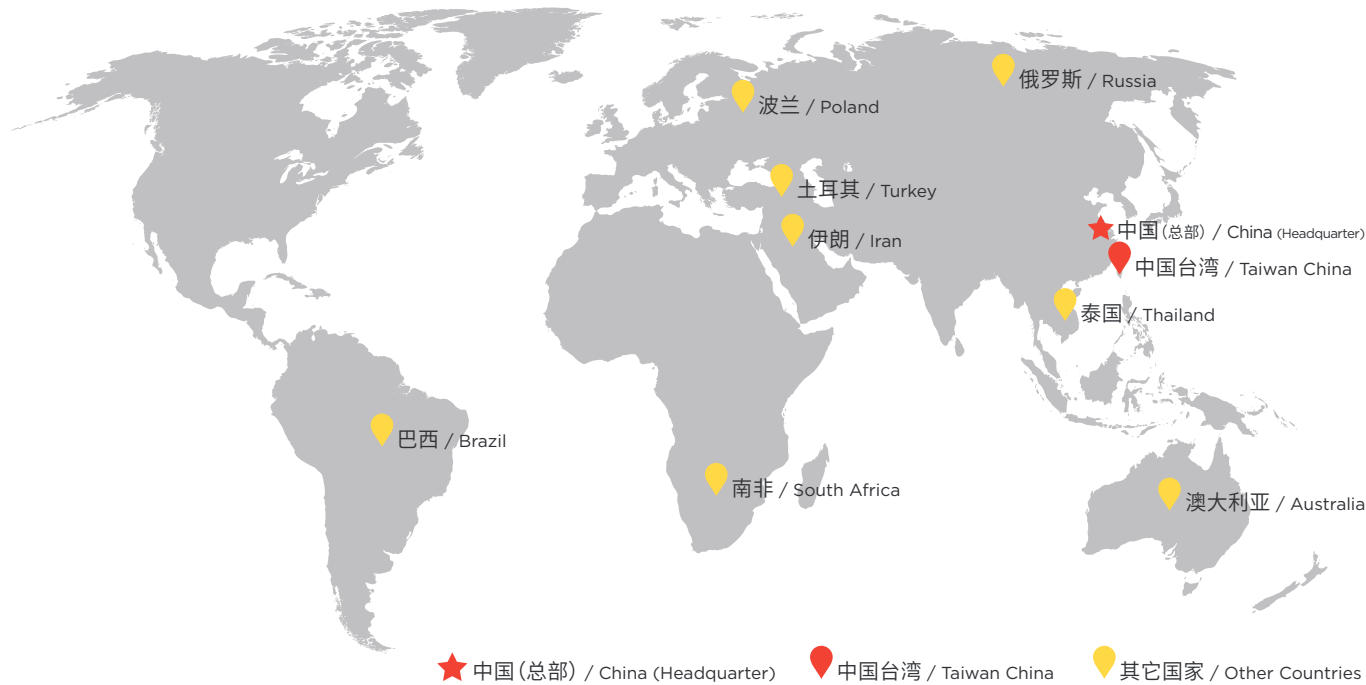 俄罗斯 / Russia
波兰 / Poland
土耳其 / Turkey
中国(总部) / China (Headquarter)
伊朗 / Iran
中国台湾 / Taiwan China
泰国 / Thailand
巴西 / Brazil
南非 / South Africa
澳大利亚 / Australia
中国(总部) / China (Headquarter)
中国台湾 / Taiwan China
其它国家 / Other Countries